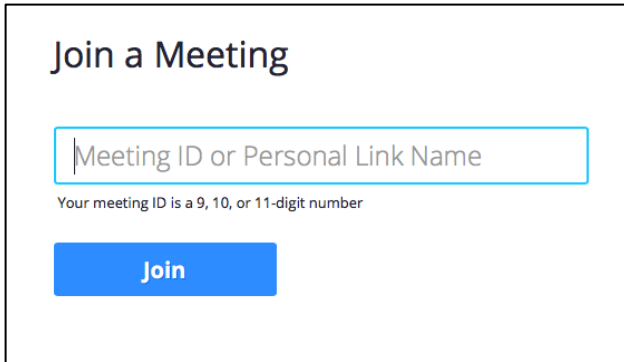 Join a Meeting
Meeting ID or Personal Link Name
Your meeting ID is a 9, 10, or 11-digit number
Join